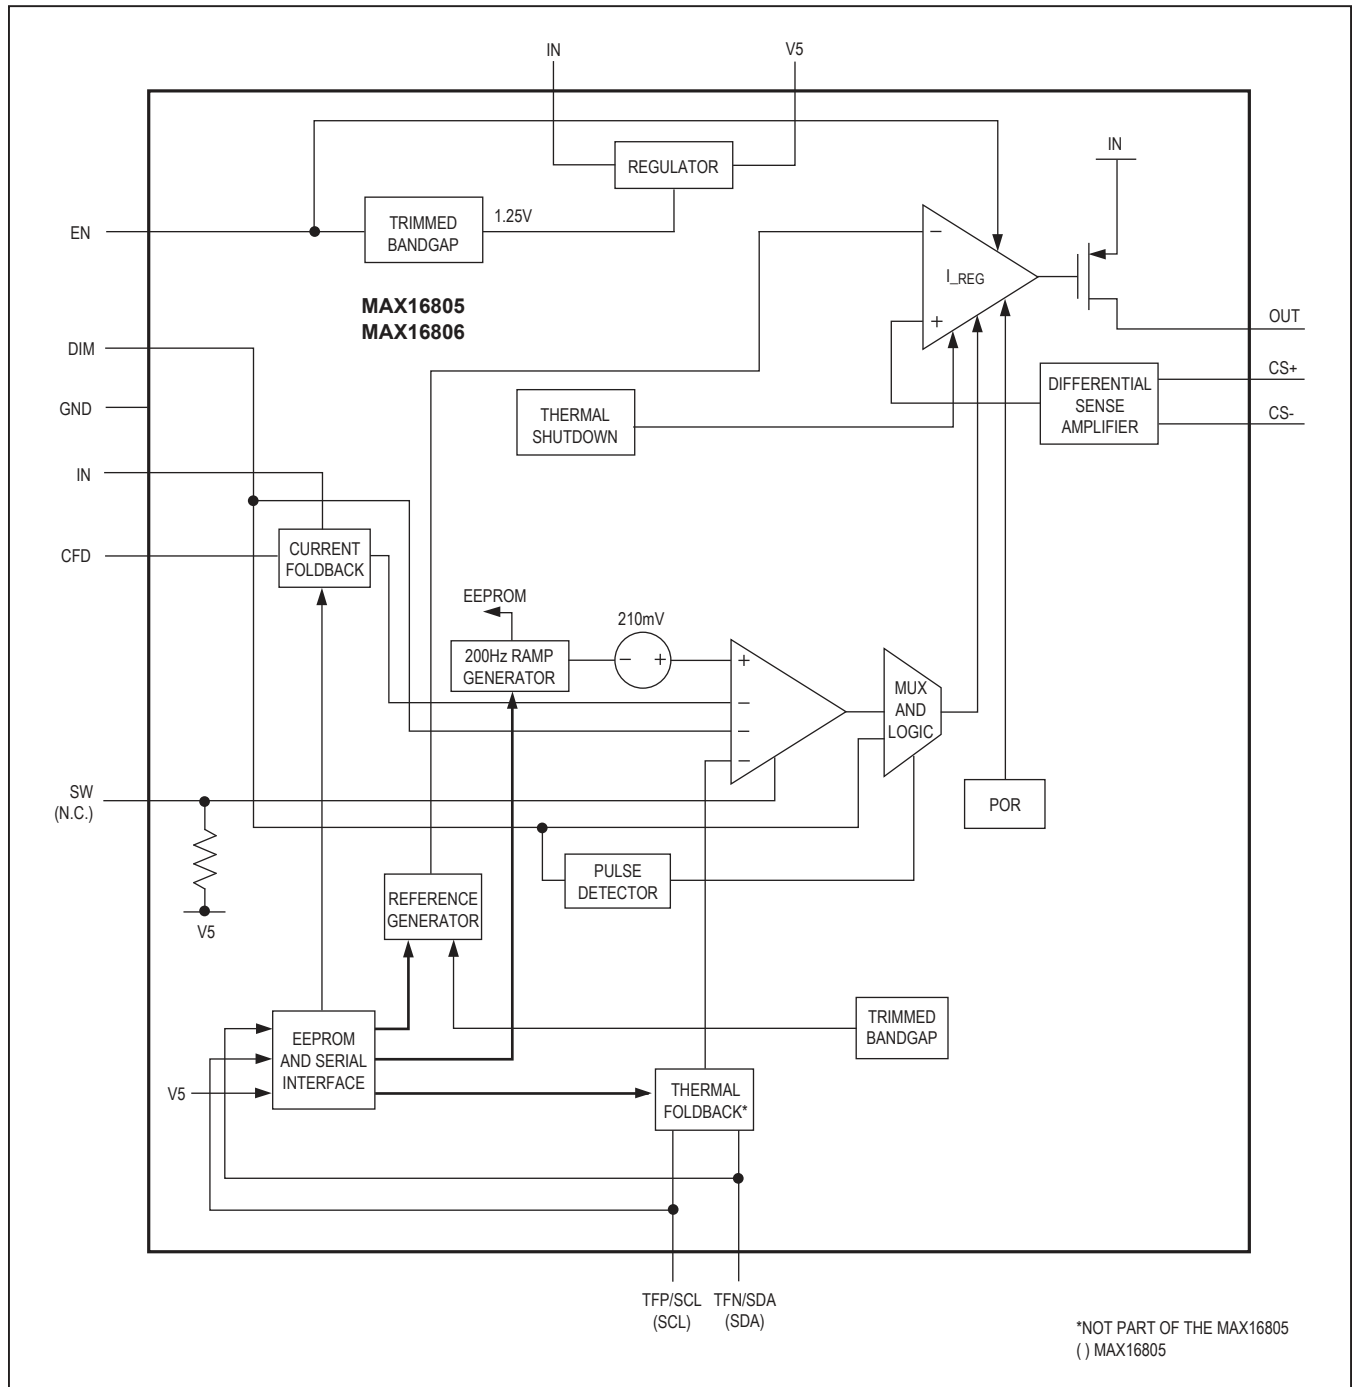 IN
V5
REGULATOR
IN
EN
TRIMMED
BANDGAP
1.25V
MAX16805
MAX16806
−
I_REG
+
DIM
OUT
GND
THERMAL
SHUTDOWN
DIFFERENTIAL
SENSE
AMPLIFIER
CS+
CS-
IN
CFD
CURRENT
FOLDBACK
EEPROM
210mV
200Hz RAMP
GENERATOR
− +
+
−
−
−
MUX
AND
LOGIC
SW
(N.C.)
POR
V5
PULSE
DETECTOR
REFERENCE
GENERATOR
TRIMMED
BANDGAP
EEPROM
AND SERIAL
INTERFACE
V5
THERMAL
FOLDBACK*
TFP/SCL
(SCL)
TFN/SDA
(SDA)
*NOT PART OF THE MAX16805
( ) MAX16805